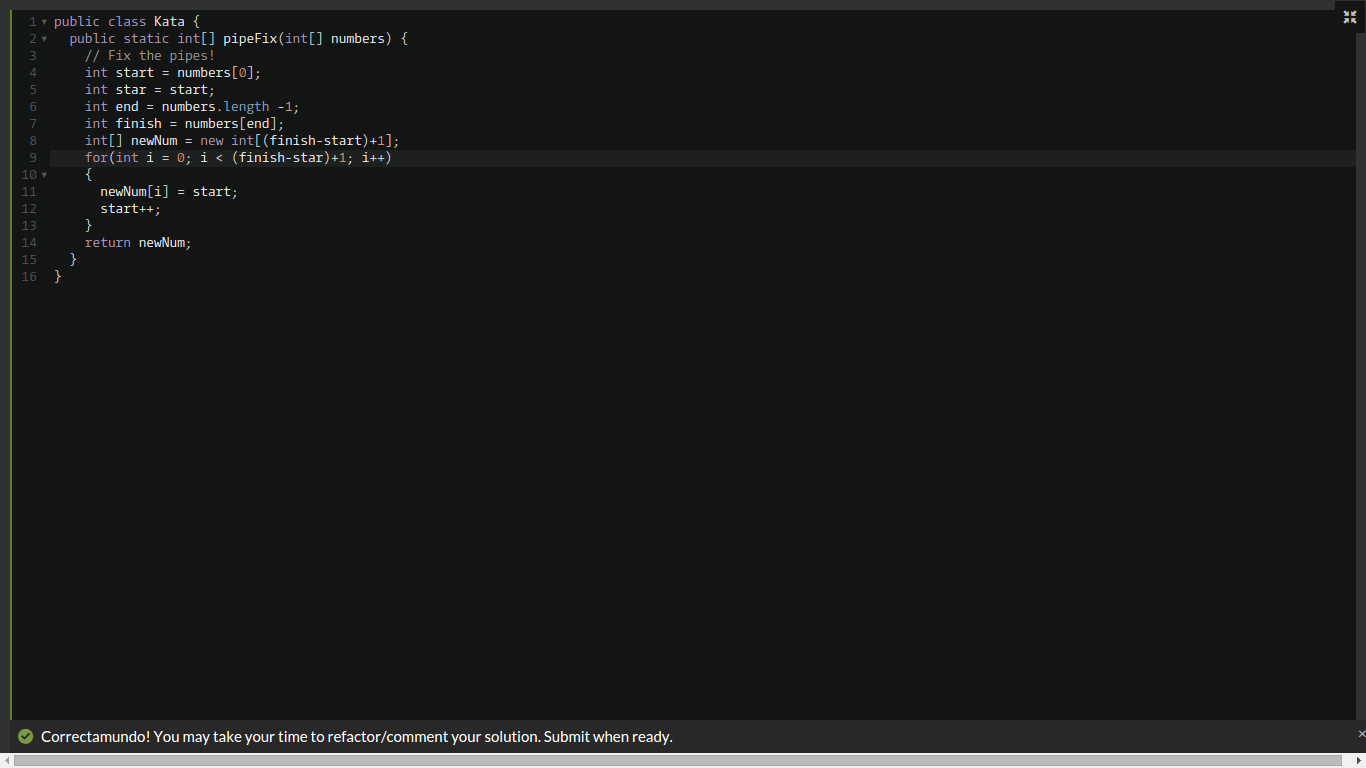 1 public class Kata {
2 public static int[] pipeFix(int[] numbers) {
3 // Fix the pipes!
4 int start = numbers[0];
5 int star = start;
6 int end = numbers.length -1;
7 int finish = numbers[end];
8 int[] newNum = new int[(finish-start)+1];
9 for(int i = 0; i < (finish-star)+1; i++)
10 {
11 newNum[i] = start;
12 start++;
13 }
14 return newNum;
15 }
16 }
Correctamundo! You may take your time to refactor/comment your solution. Submit when ready.